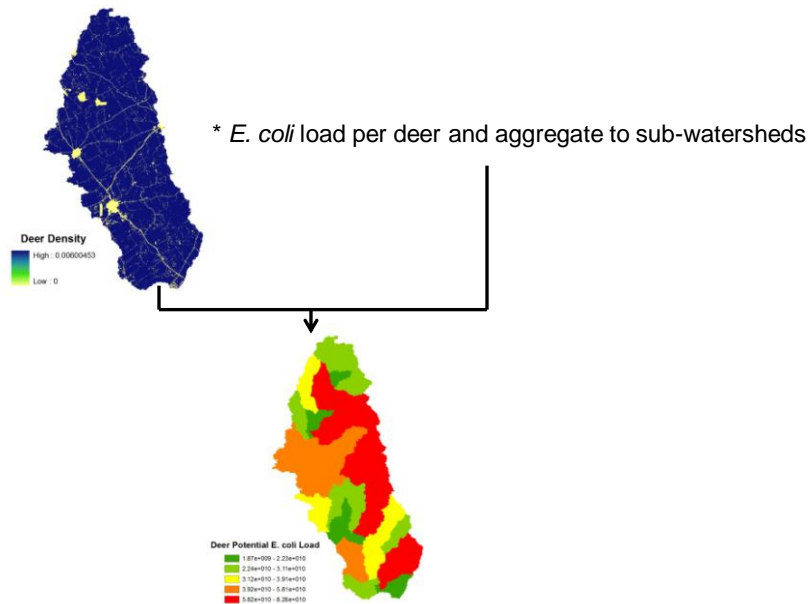 * E. coli load per deer and aggregate to sub-watersheds
Deer Density
High : 0.00600453
Low : 0
Deer Potential E. coli Load
1.87e+009 - 2.23e+010
2.24e+010 - 3.11e+010
3.12e+010 - 3.91e+010
3.92e+010 - 5.81e+010
5.82e+010 - 8.26e+010